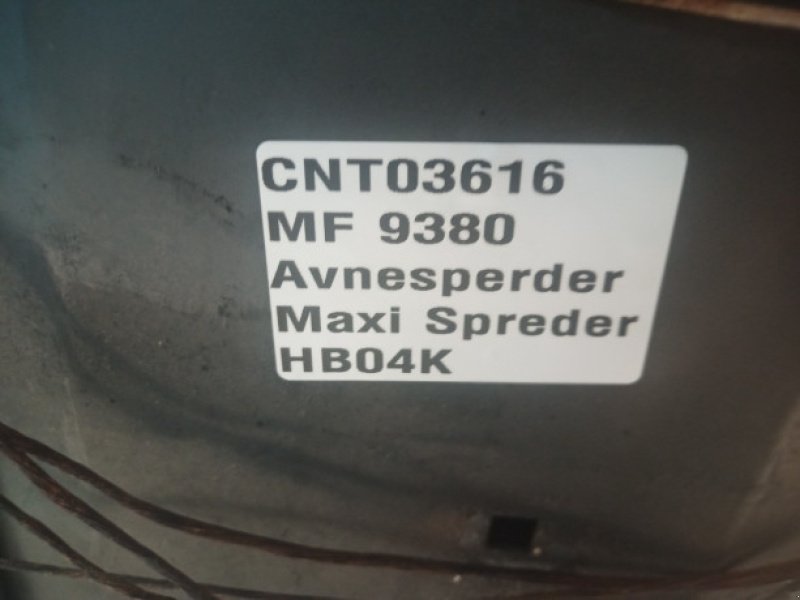 CNT03616
MF 9380
Avnesperder
Maxi Spreder
HB04K